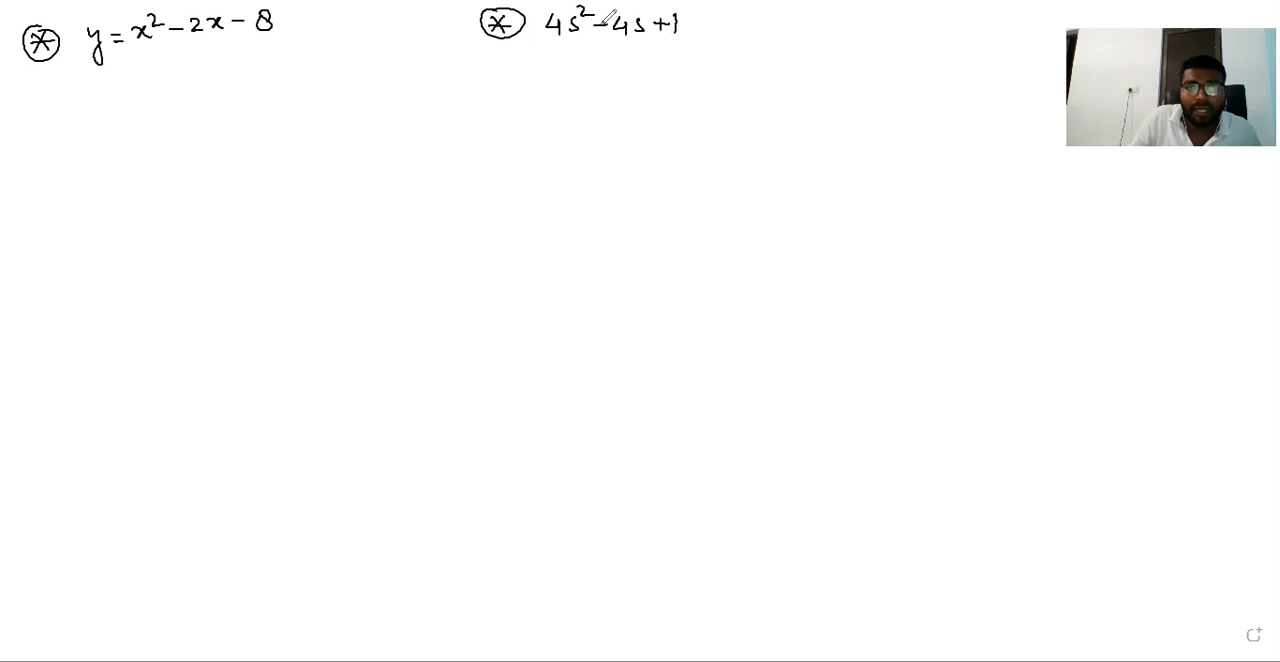 y = x² - 2x - 8
4s² - 4s + 1